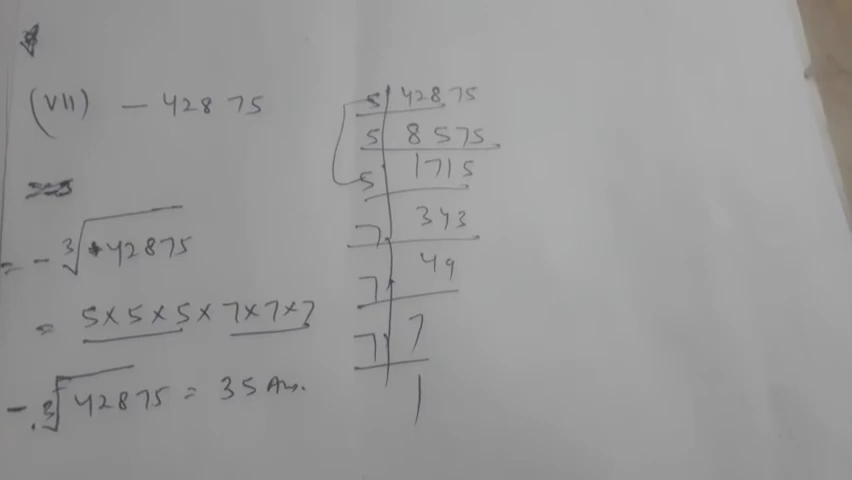 (VII) - 42875
= - ∛42875
= 5×5×5×7×7×7
- ∛42875 = 35 Ans.
5 | 42875
5 | 8575
5 | 1715
7 | 343
7 | 49
7 | 7
1